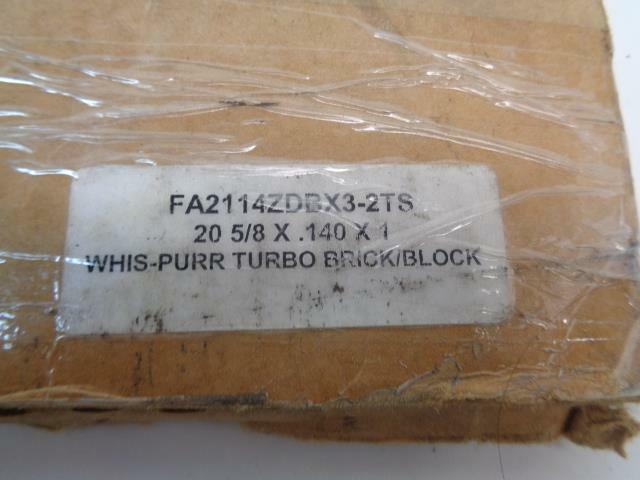 FA2114ZDBX3-2TS
20 5/8 X .140 X 1
WHIS-PURR TURBO BRICK/BLOCK